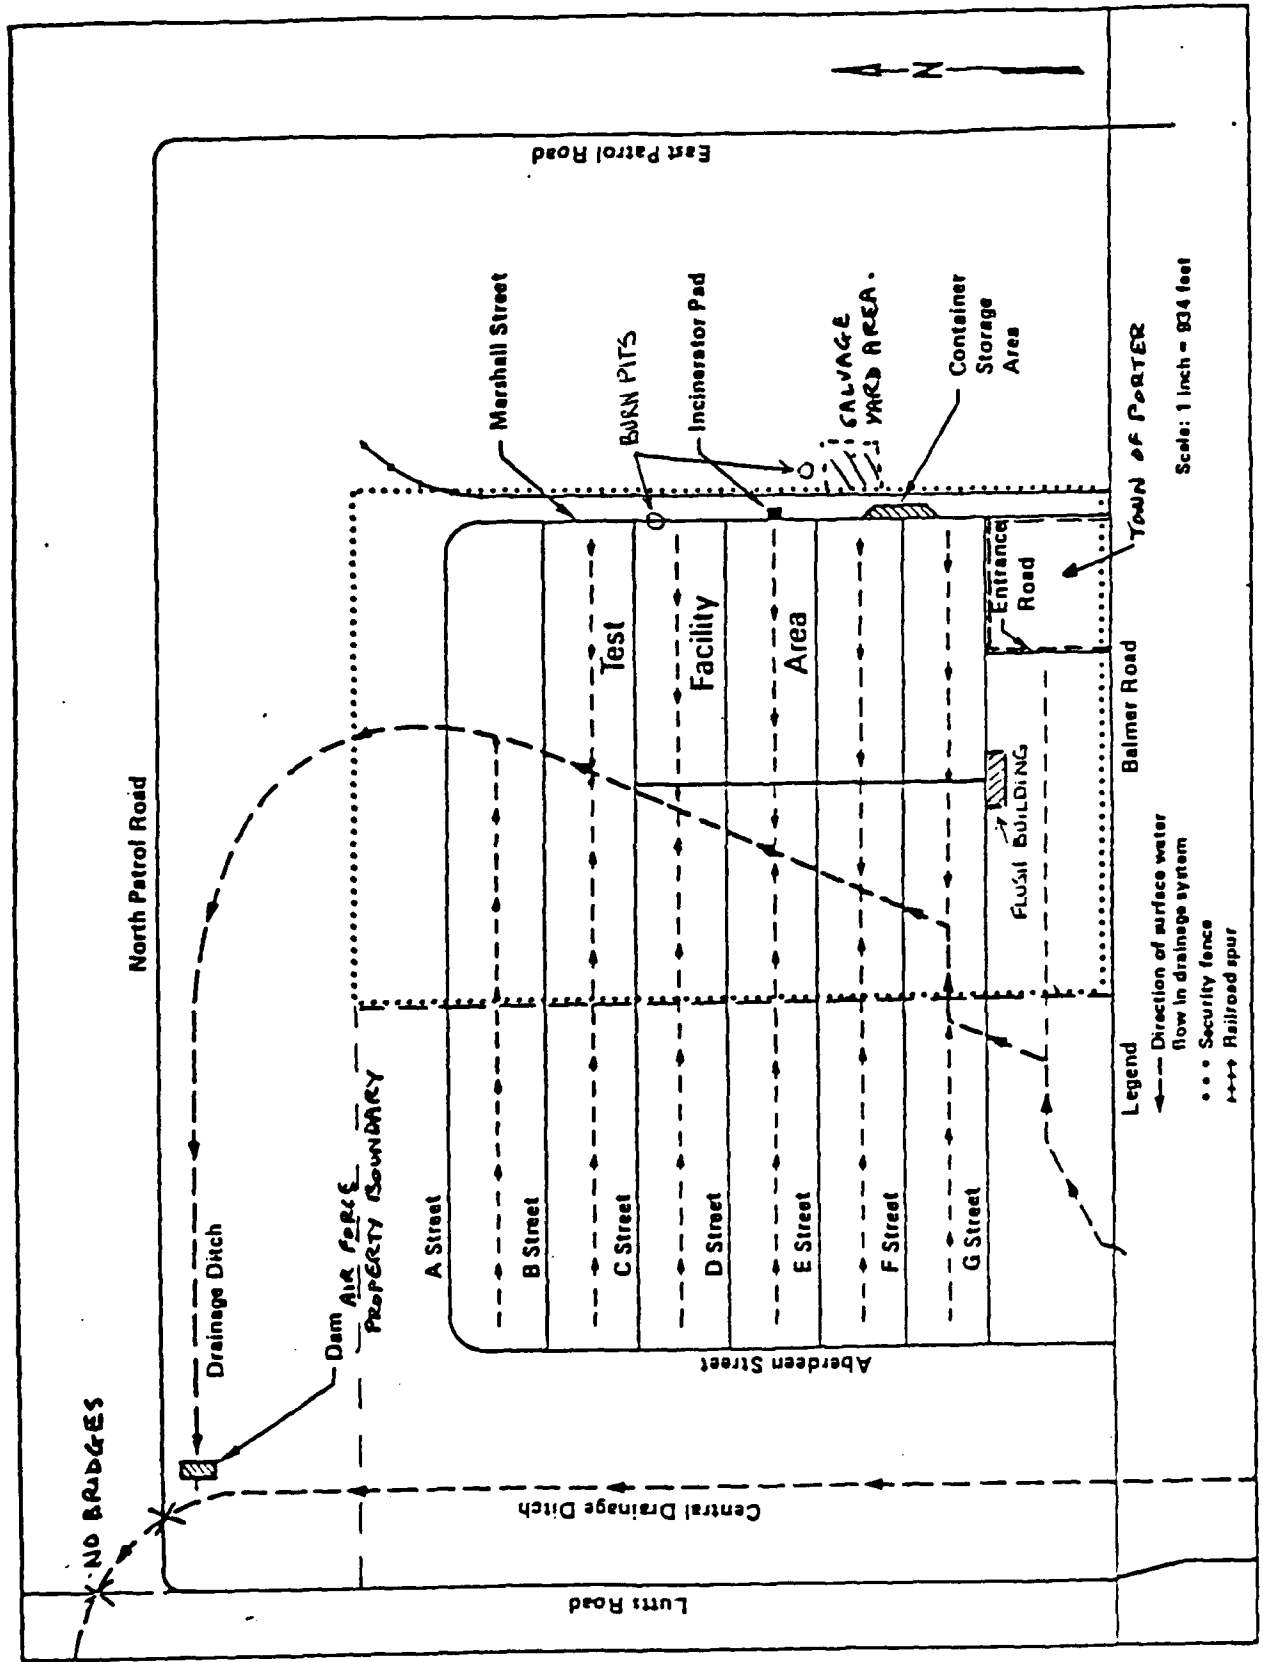 N
East Patrol Road
Marshall Street
BURN PITS
Incinerator Pad
SALVAGE
YARD AREA.
Container
Storage
Area
TOWN OF PORTER
Scale: 1 inch = 934 feet
North Patrol Road
Test
Facility
Area
Entrance
Road
Balmer Road
FLUSH BUILDING
Drainage Ditch
Dam
AIR FORCE
PROPERTY BOUNDARY
A Street
B Street
C Street
D Street
E Street
F Street
G Street
Aberdeen Street
Legend
Direction of surface water
flow in drainage system
Security fence
Railroad spur
NO BRIDGES
Central Drainage Ditch
Lutts Road